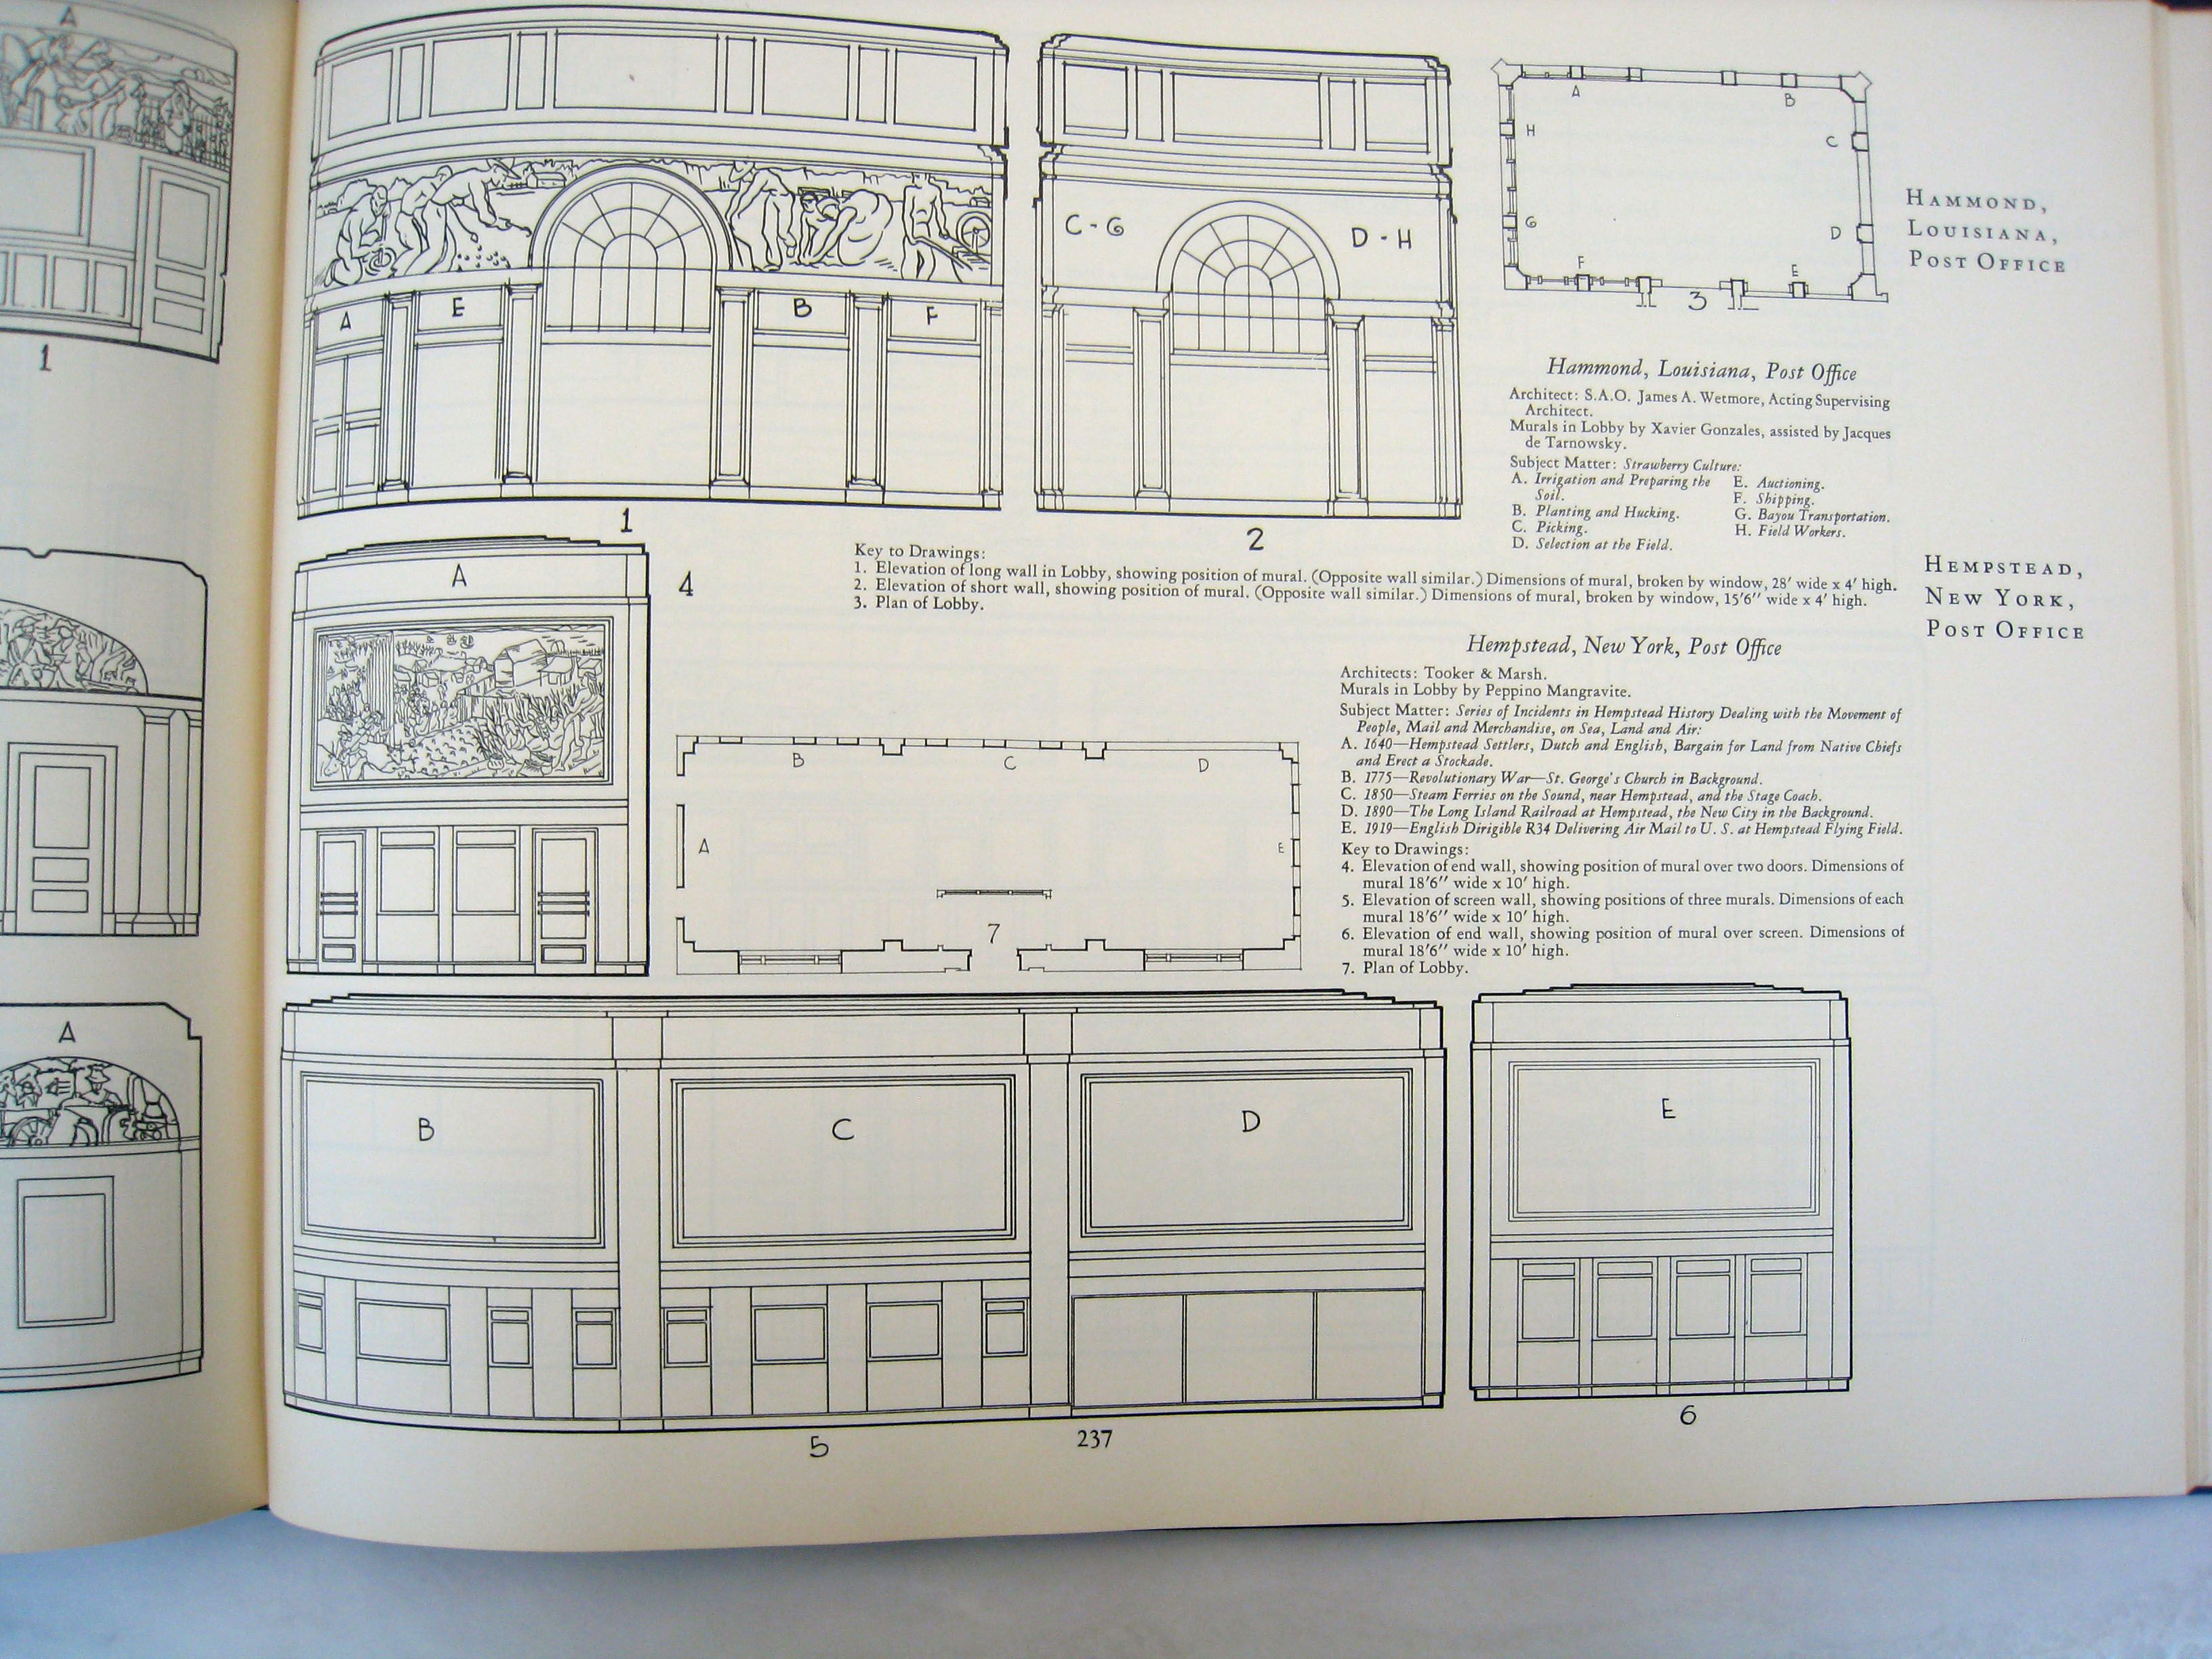 A
1
A
A
E
B
F
1
C - G
D - H
2
A
B
C
D
E
F
G
H
3
HAMMOND,
LOUISIANA,
POST OFFICE
Hammond, Louisiana, Post Office
Architect: S.A.O. James A. Wetmore, Acting Supervising
Architect.
Murals in Lobby by Xavier Gonzales, assisted by Jacques
de Tarnowsky.
Subject Matter: Strawberry Culture:
A. Irrigation and Preparing the
Soil.
B. Planting and Hucking.
C. Picking.
D. Selection at the Field.
E. Auctioning.
F. Shipping.
G. Bayou Transportation.
H. Field Workers.
Key to Drawings:
1. Elevation of long wall in Lobby, showing position of mural. (Opposite wall similar.) Dimensions of mural, broken by window, 28' wide x 4' high.
2. Elevation of short wall, showing position of mural. (Opposite wall similar.) Dimensions of mural, broken by window, 15'6" wide x 4' high.
3. Plan of Lobby.
HEMPSTEAD,
NEW YORK,
POST OFFICE
A
4
Hempstead, New York, Post Office
Architects: Tooker & Marsh.
Murals in Lobby by Peppino Mangravite.
Subject Matter: Series of Incidents in Hempstead History Dealing with the Movement of
People, Mail and Merchandise, on Sea, Land and Air:
A. 1640—Hempstead Settlers, Dutch and English, Bargain for Land from Native Chiefs
and Erect a Stockade.
B. 1775—Revolutionary War—St. George's Church in Background.
C. 1850—Steam Ferries on the Sound, near Hempstead, and the Stage Coach.
D. 1890—The Long Island Railroad at Hempstead, the New City in the Background.
E. 1919—English Dirigible R34 Delivering Air Mail to U. S. at Hempstead Flying Field.
Key to Drawings:
4. Elevation of end wall, showing position of mural over two doors. Dimensions of
mural 18'6" wide x 10' high.
5. Elevation of screen wall, showing positions of three murals. Dimensions of each
mural 18'6" wide x 10' high.
6. Elevation of end wall, showing position of mural over screen. Dimensions of
mural 18'6" wide x 10' high.
7. Plan of Lobby.
B
C
D
A
E
7
B
C
D
5
E
6
237